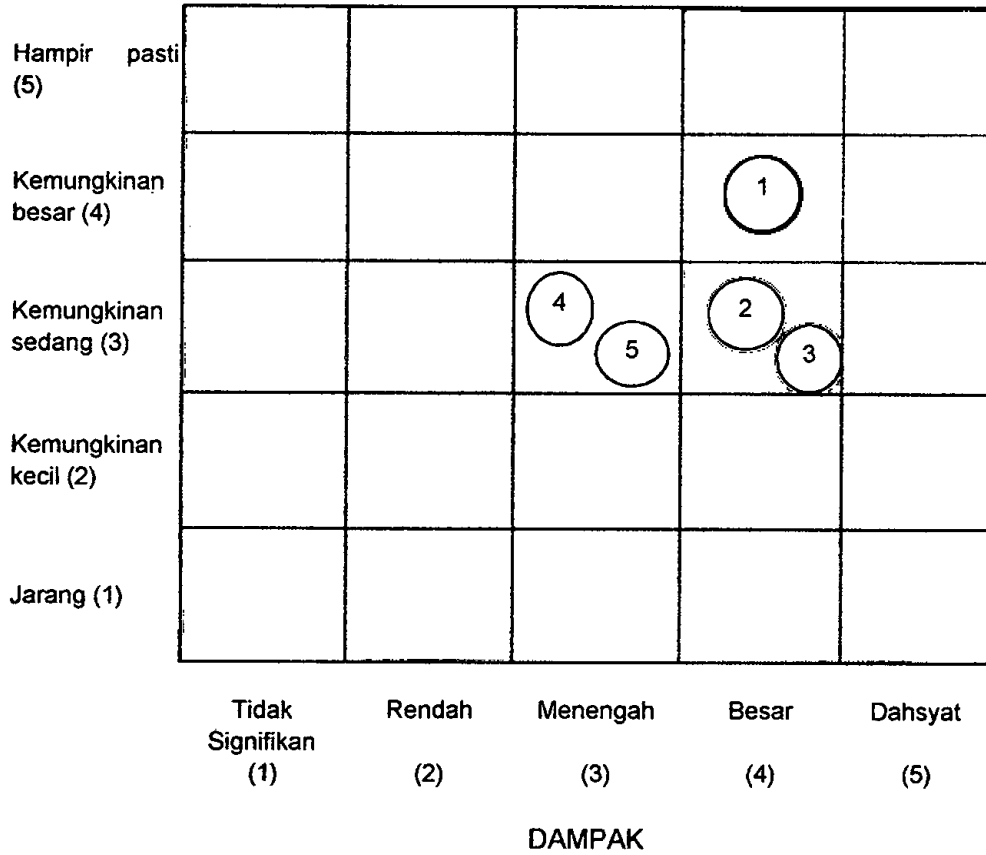 Hampir pasti
(5)
Kemungkinan
besar (4)
1
Kemungkinan
sedang (3)
4
2
5
3
Kemungkinan
kecil (2)
Jarang (1)
Tidak
Signifikan
(1)
Rendah
(2)
Menengah
(3)
Besar
(4)
Dahsyat
(5)
DAMPAK